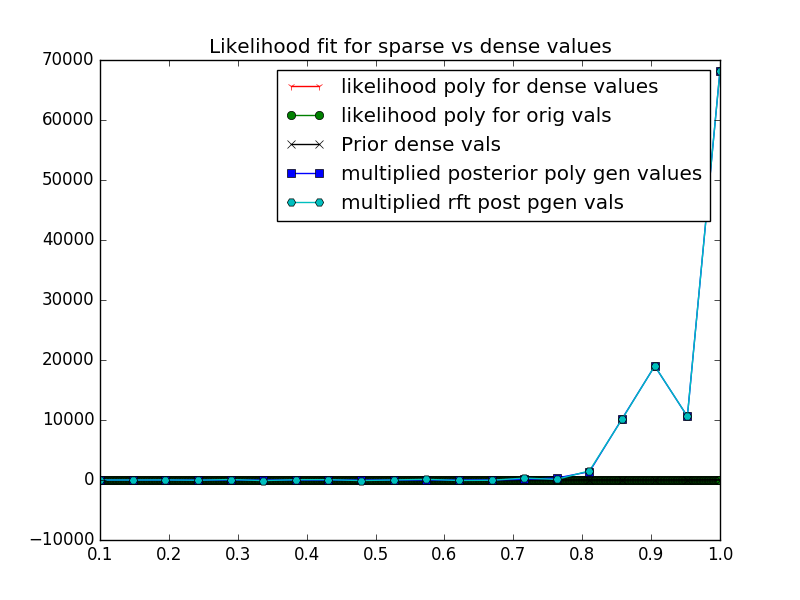 Likelihood fit for sparse vs dense values
70000
60000
50000
40000
30000
20000
10000
0
−10000
likelihood poly for dense values
likelihood poly for orig vals
Prior dense vals
multiplied posterior poly gen values
multiplied rft post pgen vals
0.1 0.2 0.3 0.4 0.5 0.6 0.7 0.8 0.9 1.0